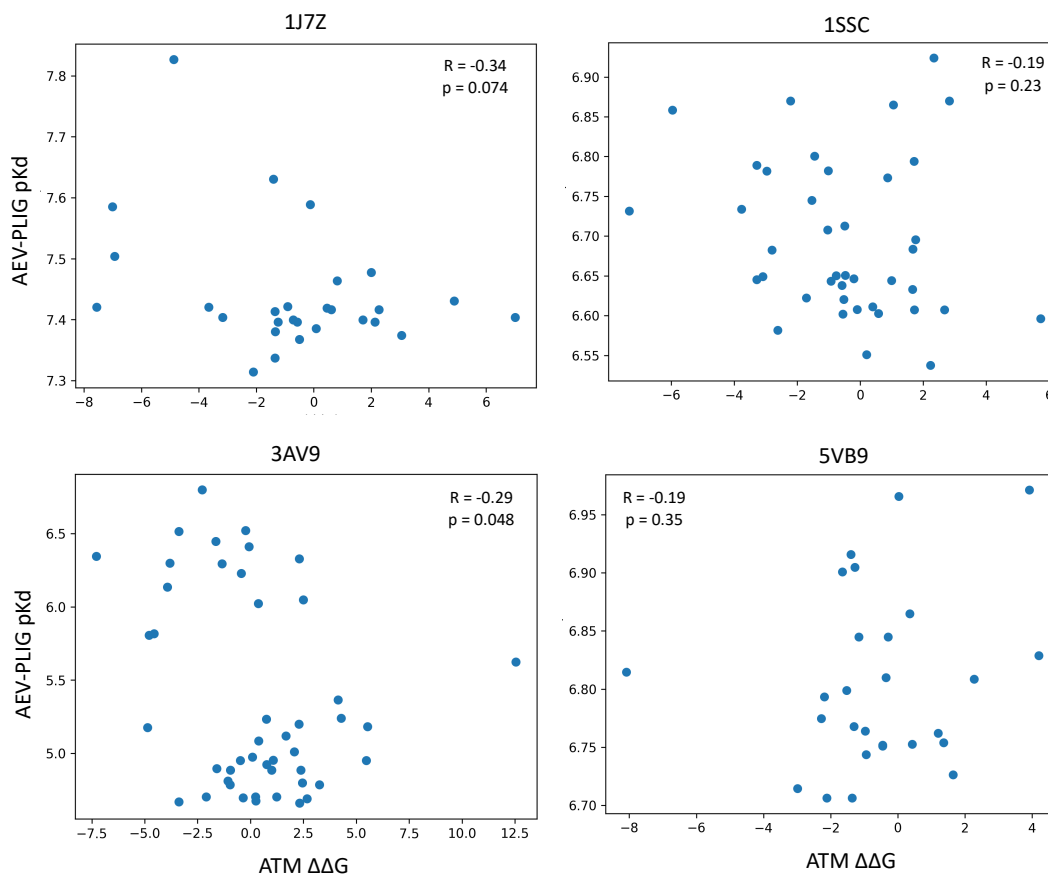 1J7Z
R = -0.34
p = 0.074
AEV-PLIG pKd
7.8
7.7
7.6
7.5
7.4
7.3
−8 −6 −4 −2 0 2 4 6
1SSC
R = -0.19
p = 0.23
6.90
6.85
6.80
6.75
6.70
6.65
6.60
6.55
−6 −4 −2 0 2 4 6
3AV9
R = -0.29
p = 0.048
AEV-PLIG pKd
6.5
6.0
5.5
5.0
−7.5 −5.0 −2.5 0.0 2.5 5.0 7.5 10.0 12.5
ATM ΔΔG
5VB9
R = -0.19
p = 0.35
6.95
6.90
6.85
6.80
6.75
6.70
−8 −6 −4 −2 0 2 4
ATM ΔΔG